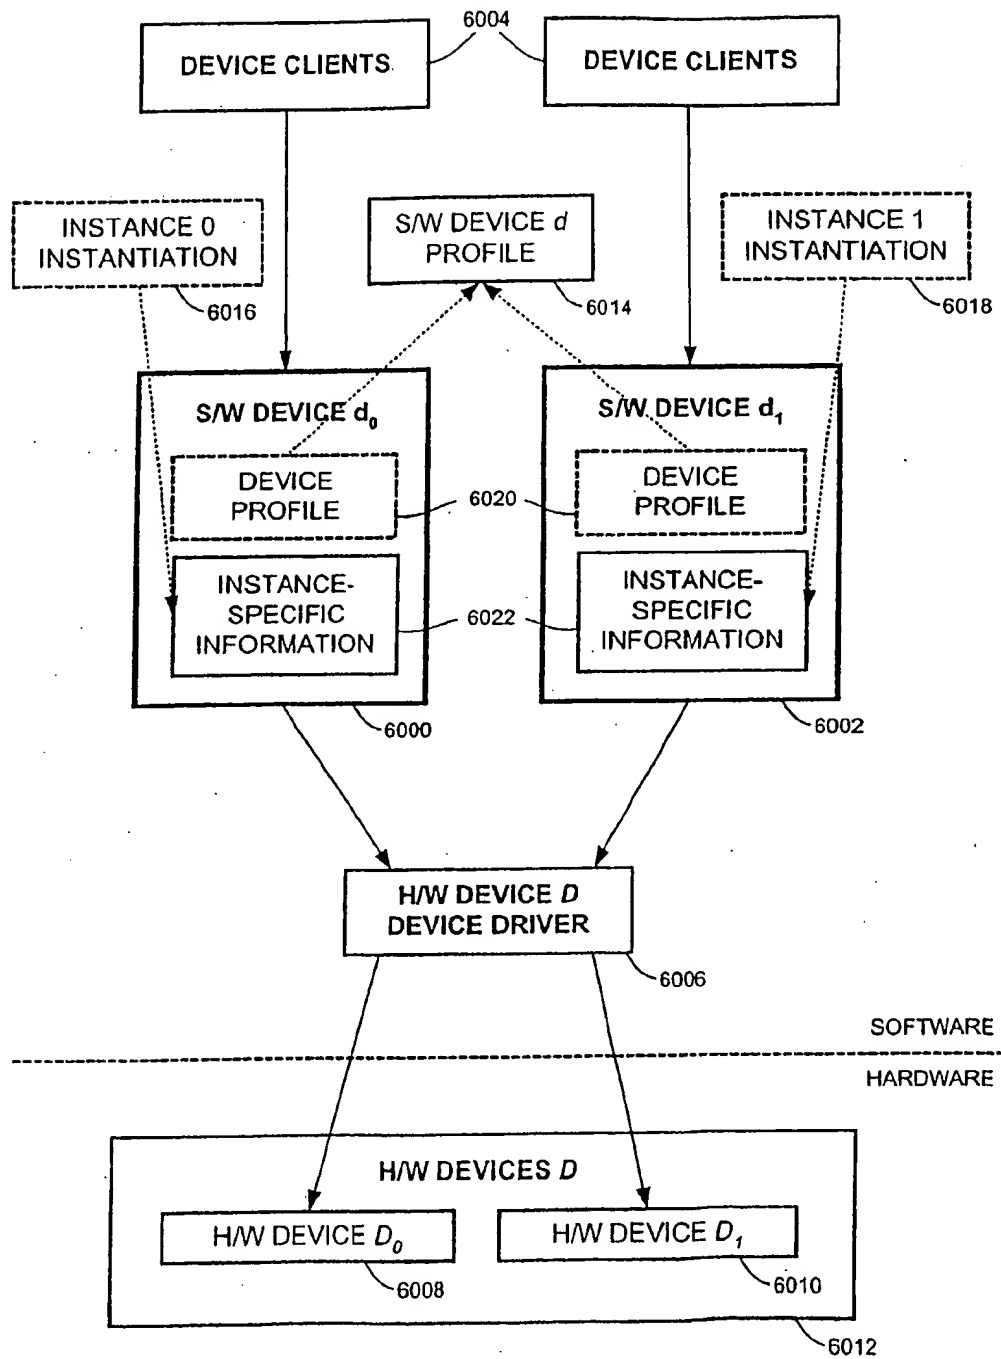 6004
DEVICE CLIENTS
DEVICE CLIENTS
INSTANCE 0
INSTANTIATION
6016
S/W DEVICE d
PROFILE
6014
INSTANCE 1
INSTANTIATION
6018
S/W DEVICE d0
DEVICE
PROFILE
INSTANCE-
SPECIFIC
INFORMATION
6000
6020
6022
S/W DEVICE d1
DEVICE
PROFILE
INSTANCE-
SPECIFIC
INFORMATION
6002
H/W DEVICE D
DEVICE DRIVER
6006
SOFTWARE
HARDWARE
H/W DEVICES D
H/W DEVICE D0
6008
H/W DEVICE D1
6010
6012